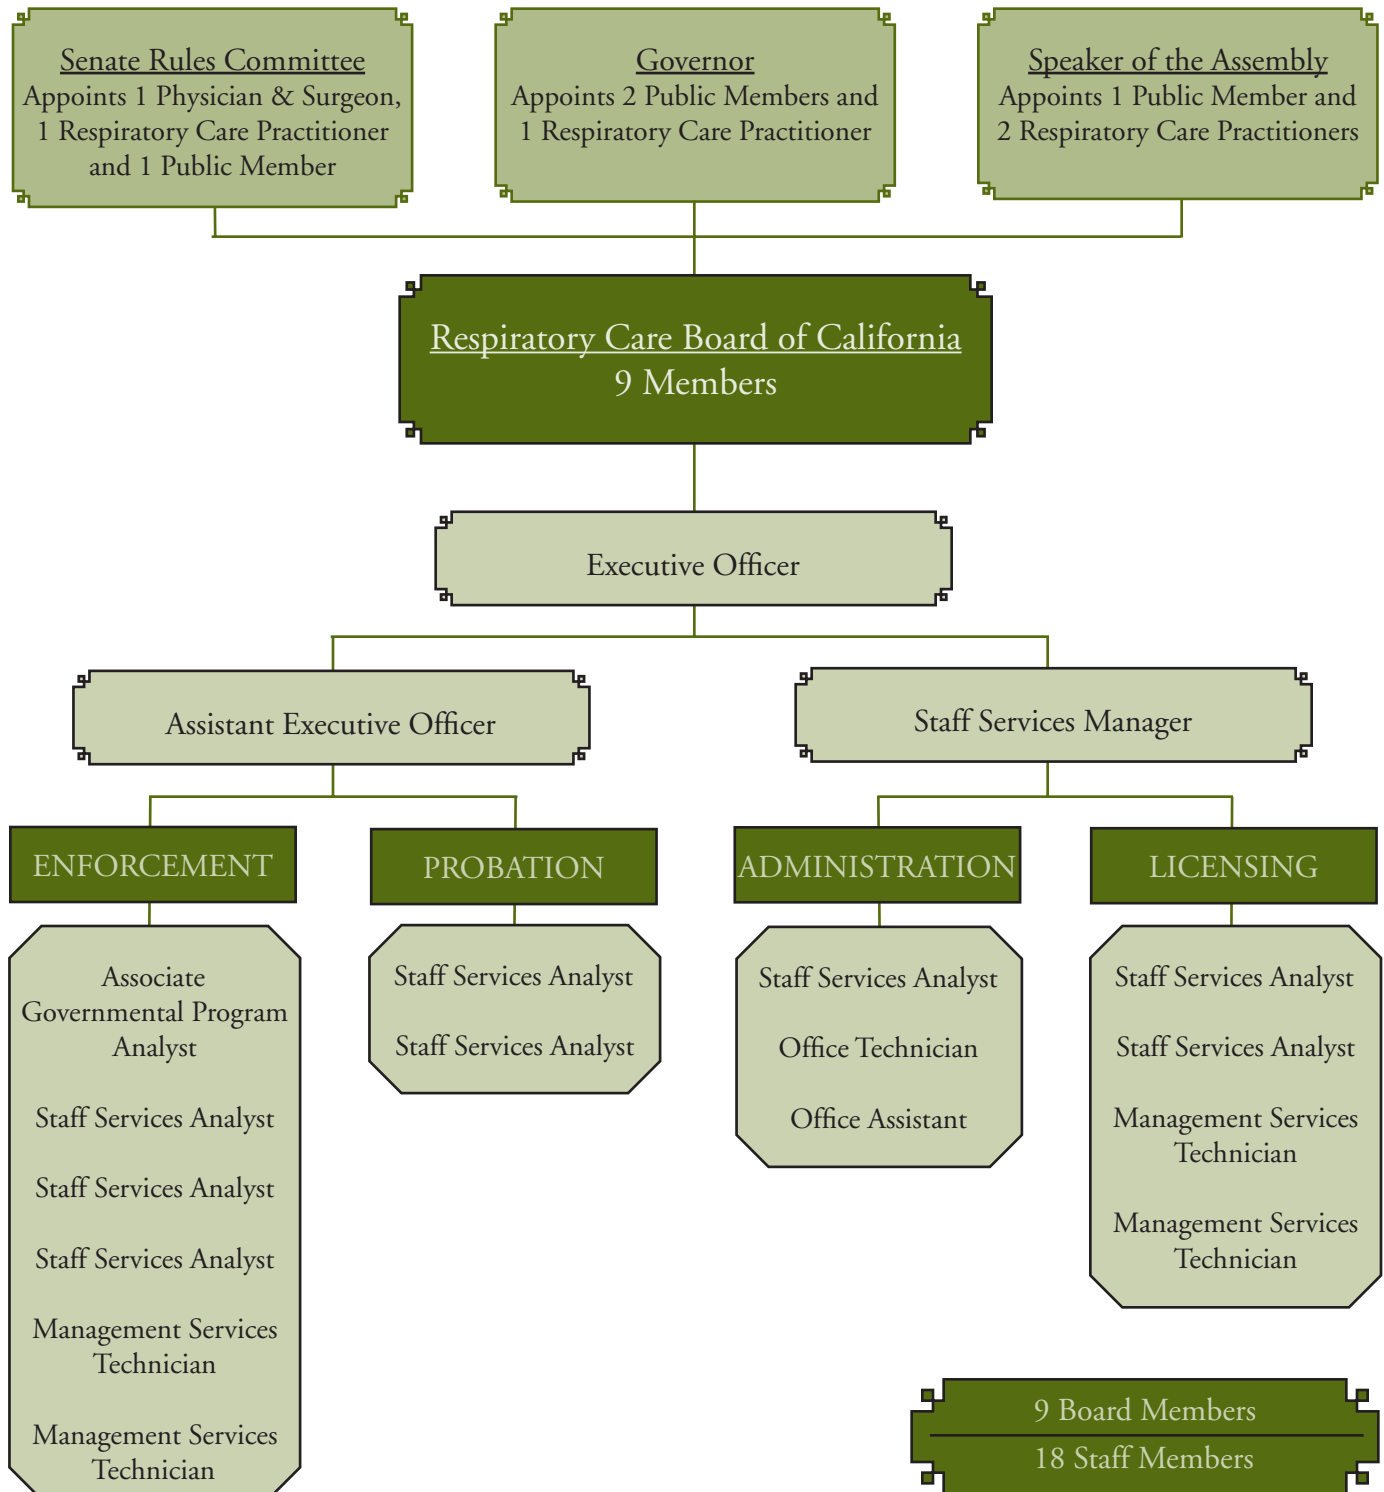 Senate Rules Committee
Appoints 1 Physician & Surgeon,
1 Respiratory Care Practitioner
and 1 Public Member
Governor
Appoints 2 Public Members and
1 Respiratory Care Practitioner
Speaker of the Assembly
Appoints 1 Public Member and
2 Respiratory Care Practitioners
Respiratory Care Board of California
9 Members
Executive Officer
Assistant Executive Officer
Staff Services Manager
ENFORCEMENT
PROBATION
ADMINISTRATION
LICENSING
Associate
Governmental Program
Analyst
Staff Services Analyst
Staff Services Analyst
Staff Services Analyst
Management Services
Technician
Management Services
Technician
Staff Services Analyst
Staff Services Analyst
Staff Services Analyst
Office Technician
Office Assistant
Staff Services Analyst
Staff Services Analyst
Management Services
Technician
Management Services
Technician
9 Board Members
18 Staff Members